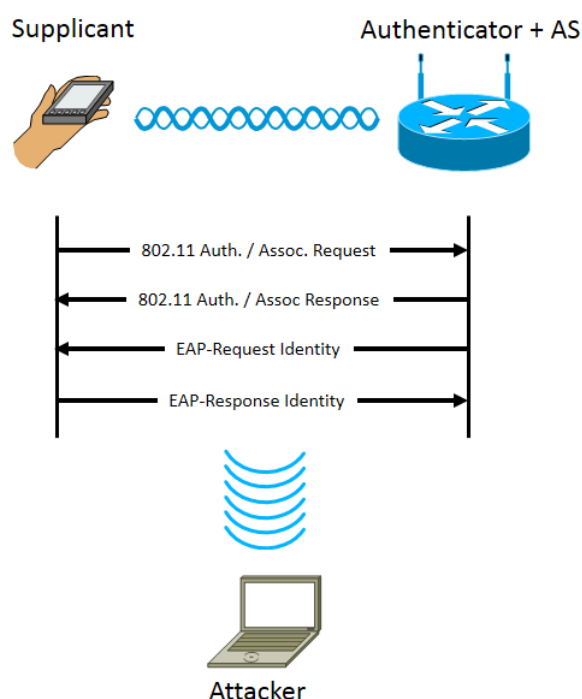 Supplicant
Authenticator + AS
802.11 Auth. / Assoc. Request
802.11 Auth. / Assoc Response
EAP-Request Identity
EAP-Response Identity
Attacker